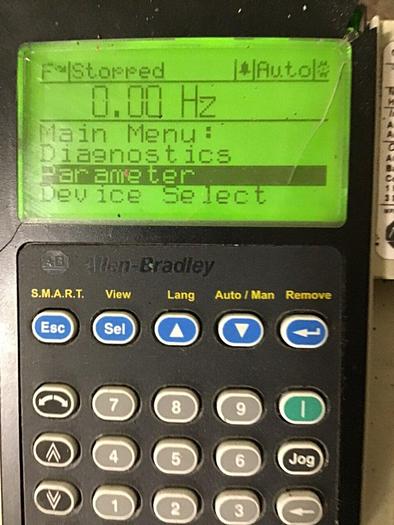 F Stopped Auto
0.00 Hz
Main Menu:
Diagnostics
Parameter
Device Select
AB Allen-Bradley
S.M.A.R.T. View Lang Auto / Man Remove
Esc Sel
7 8 9
4 5 6 Jog
1 2 3